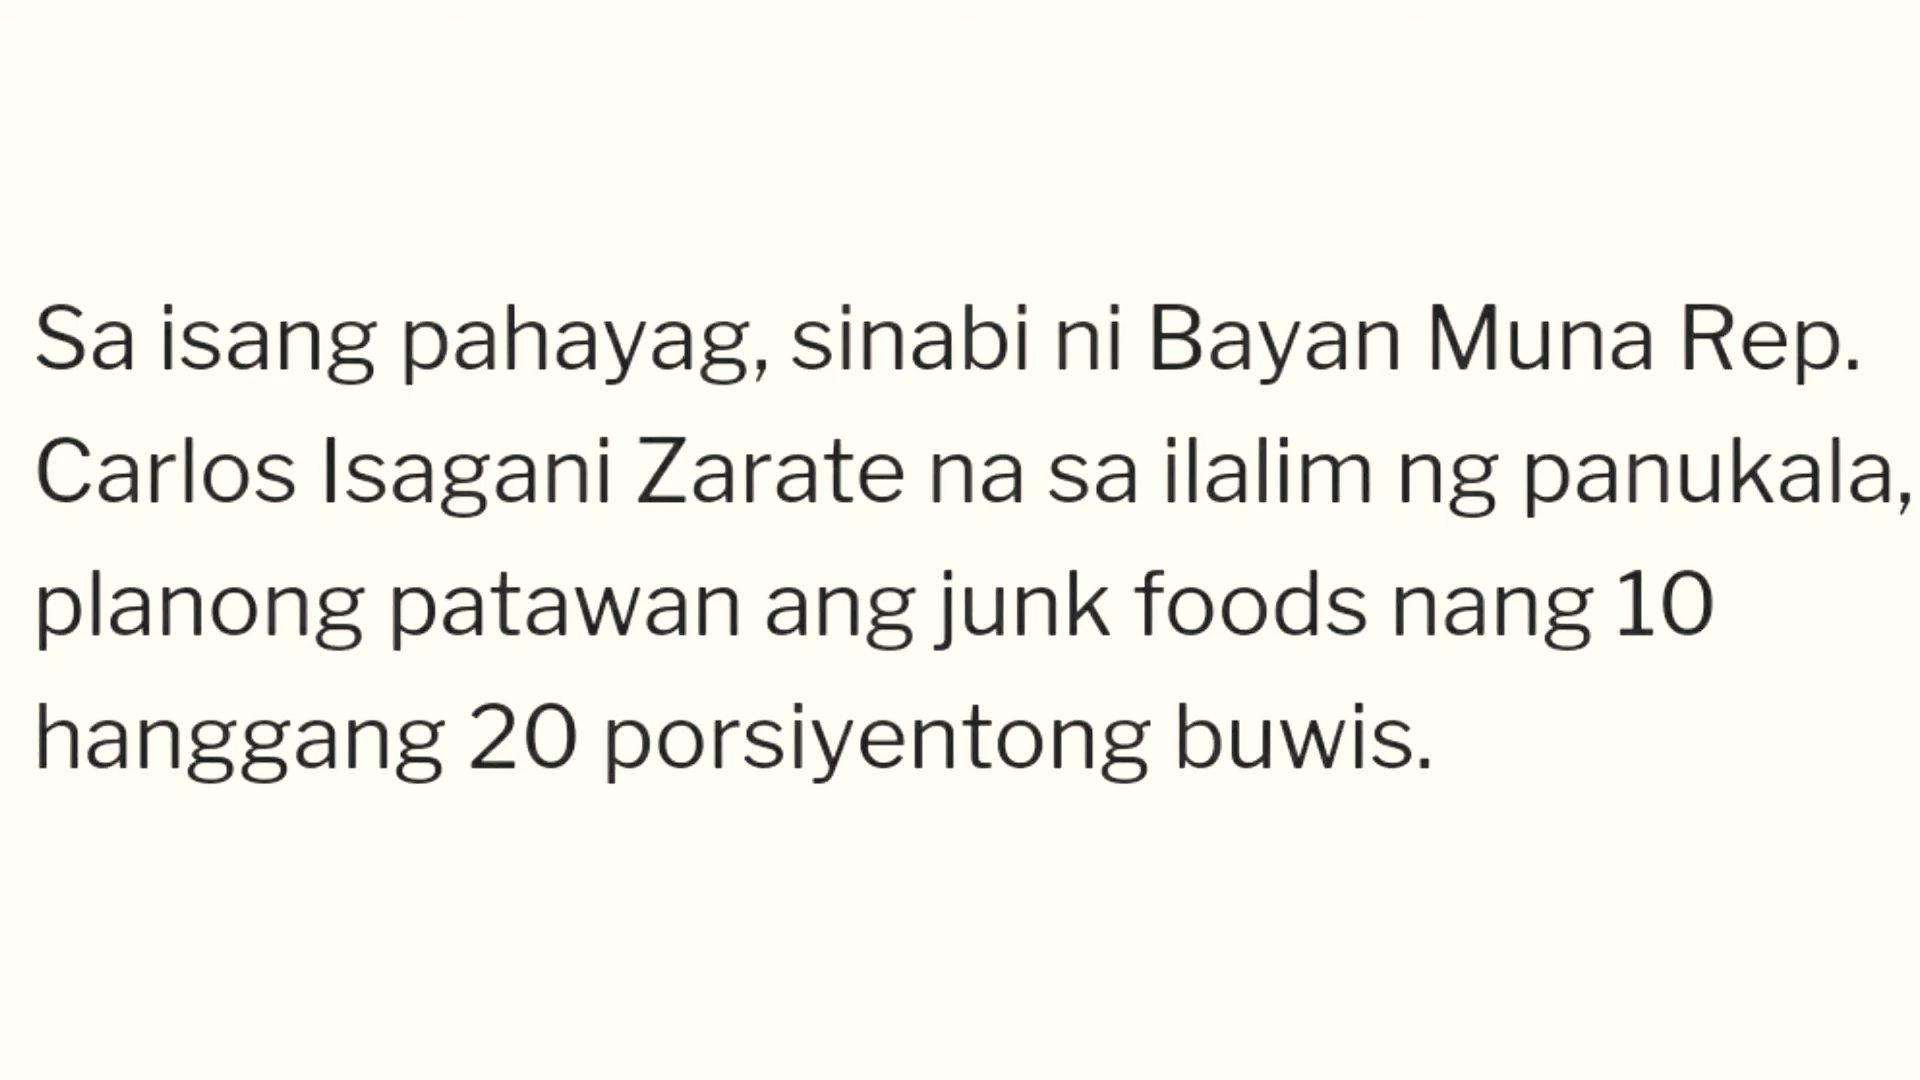 Sa isang pahayag, sinabi ni Bayan Muna Rep.
Carlos Isagani Zarate na sa ilalim ng panukala,
planong patawan ang junk foods nang 10
hanggang 20 porsiyentong buwis.